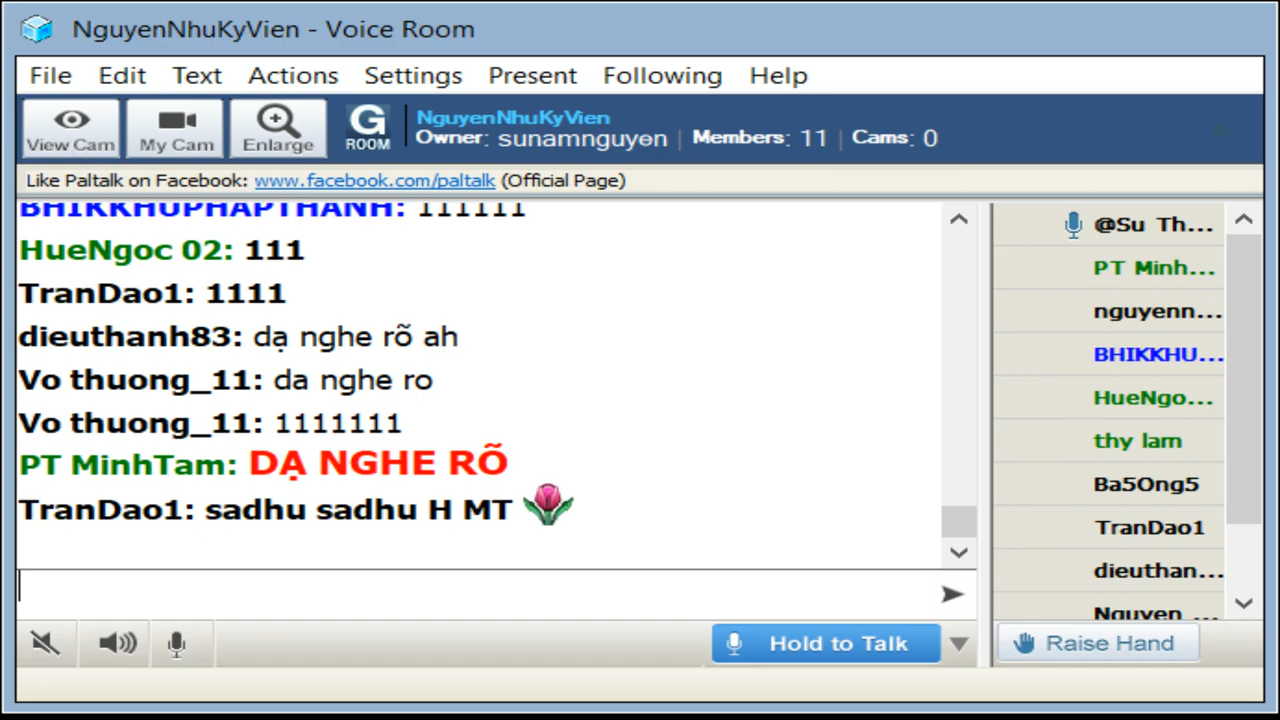 NguyenNhuKyVien - Voice Room
File Edit Text Actions Settings Present Following Help
View Cam My Cam Enlarge G ROOM
NguyenNhuKyVien
Owner: sunamnguyen | Members: 11 | Cams: 0
Like Paltalk on Facebook: www.facebook.com/paltalk (Official Page)
BHIKKHUPHAPTHANH: 111111
HueNgoc 02: 111
TranDao1: 1111
dieuthanh83: dạ nghe rõ ah
Vo thuong_11: da nghe ro
Vo thuong_11: 1111111
PT MinhTam: DẠ NGHE RÕ
TranDao1: sadhu sadhu H MT
@Su Th...
PT Minh...
nguyenn...
BHIKKHU...
HueNgo...
thy lam
Ba5Ong5
TranDao1
dieuthan...
Nguyen ...
Hold to Talk
Raise Hand